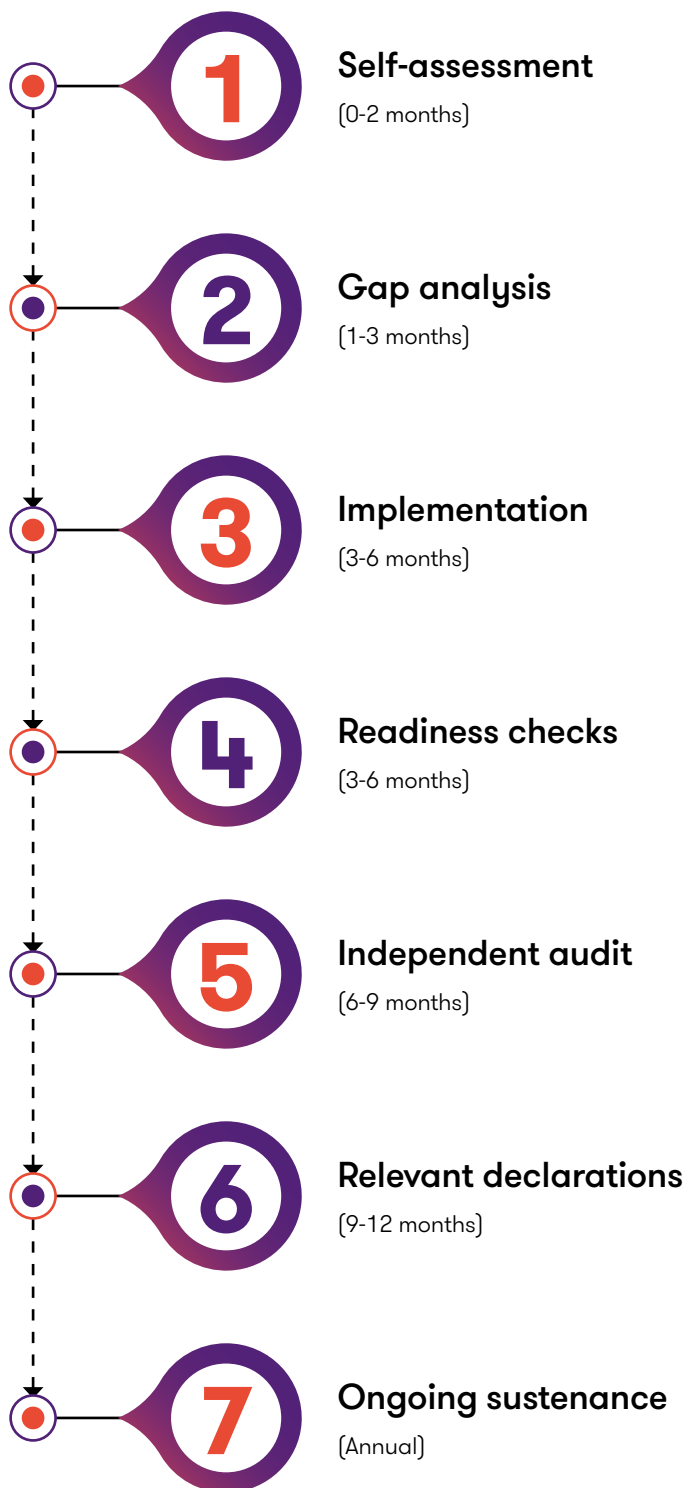 1
Self-assessment
(0-2 months)
2
Gap analysis
(1-3 months)
3
Implementation
(3-6 months)
4
Readiness checks
(3-6 months)
5
Independent audit
(6-9 months)
6
Relevant declarations
(9-12 months)
7
Ongoing sustenance
(Annual)